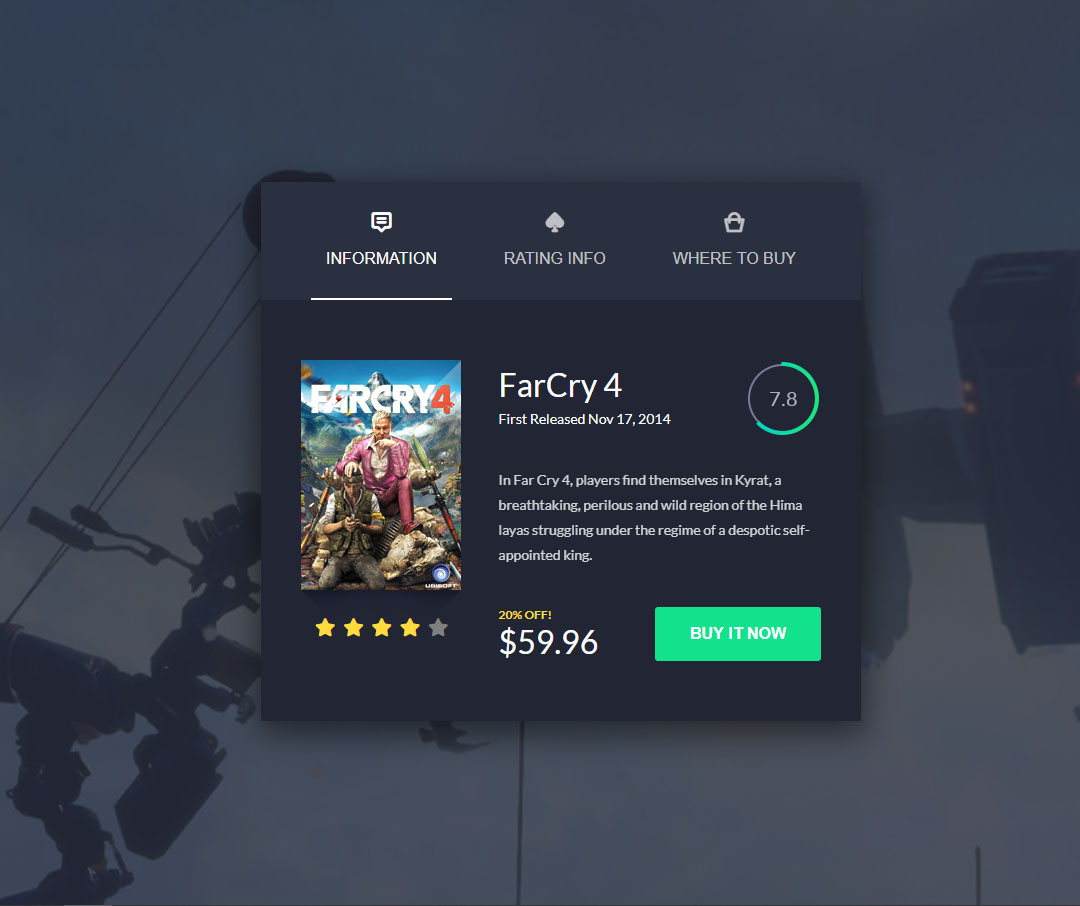 INFORMATION
RATING INFO
WHERE TO BUY
FARCRY4
UBISOFT
FarCry 4
First Released Nov 17, 2014
7.8
In Far Cry 4, players find themselves in Kyrat, a
breathtaking, perilous and wild region of the Hima
layas struggling under the regime of a despotic self-
appointed king.
20% OFF!
$59.96
BUY IT NOW